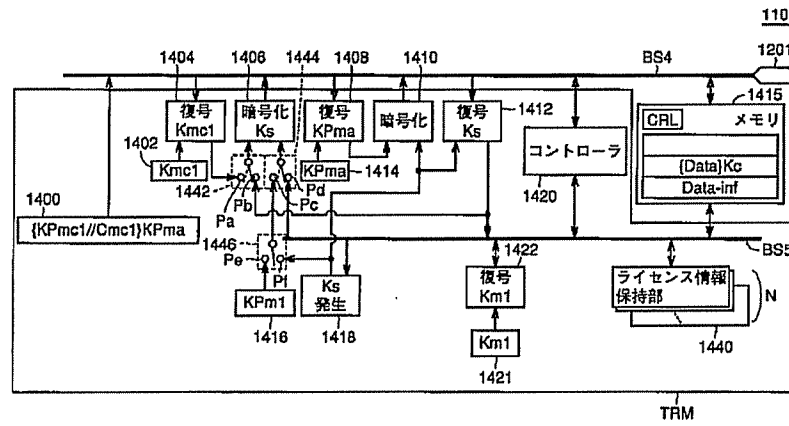 110
1201
1404 1406 1444 1408 1410 BS4
1415
復号 Kmc1
暗号化 Ks
復号 KPma
暗号化
復号 Ks
1412
CRL メモリ
{Data}Kc
Data-inf
コントローラ
1420
1402
Kmc1
KPma
1414
1442
Pa
Pb
Pc
Pd
1400
{KPmc1//Cmc1}KPma
1446
Pe
Pf
1422
BS5
KPm1
1416
Ks 発生
1418
復号 Km1
Km1
1421
ライセンス情報
保持部
N
1440
TRM